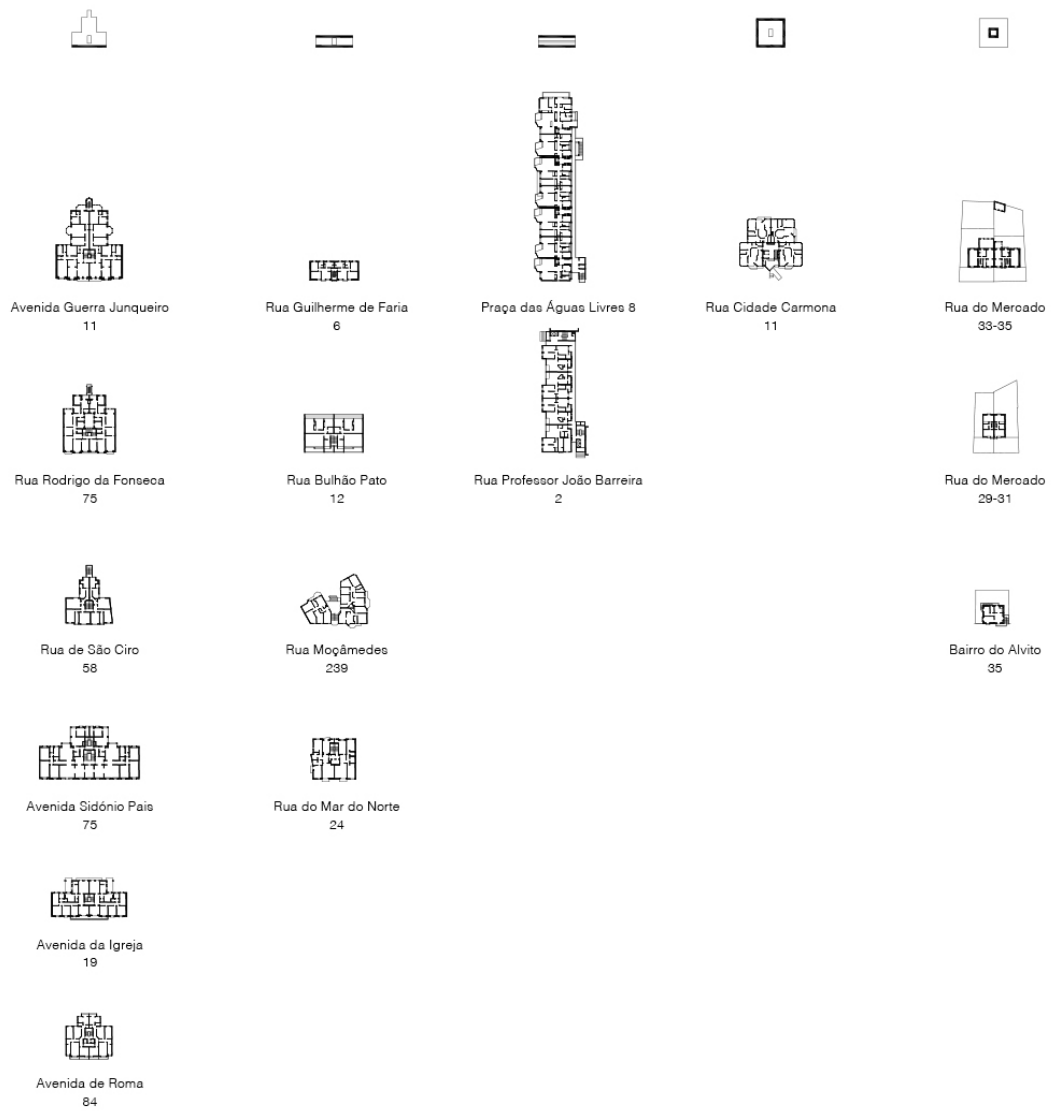 Avenida Guerra Junqueiro
11
Rua Guilherme de Faria
6
Praça das Águas Livres 8
Rua Cidade Carmona
11
Rua do Mercado
33-35
Rua Rodrigo da Fonseca
75
Rua Bulhão Pato
12
Rua Professor João Barreira
2
Rua do Mercado
29-31
Rua de São Ciro
58
Rua Moçâmedes
239
Bairro do Alvito
35
Avenida Sidónio Pais
75
Rua do Mar do Norte
24
Avenida da Igreja
19
Avenida de Roma
84